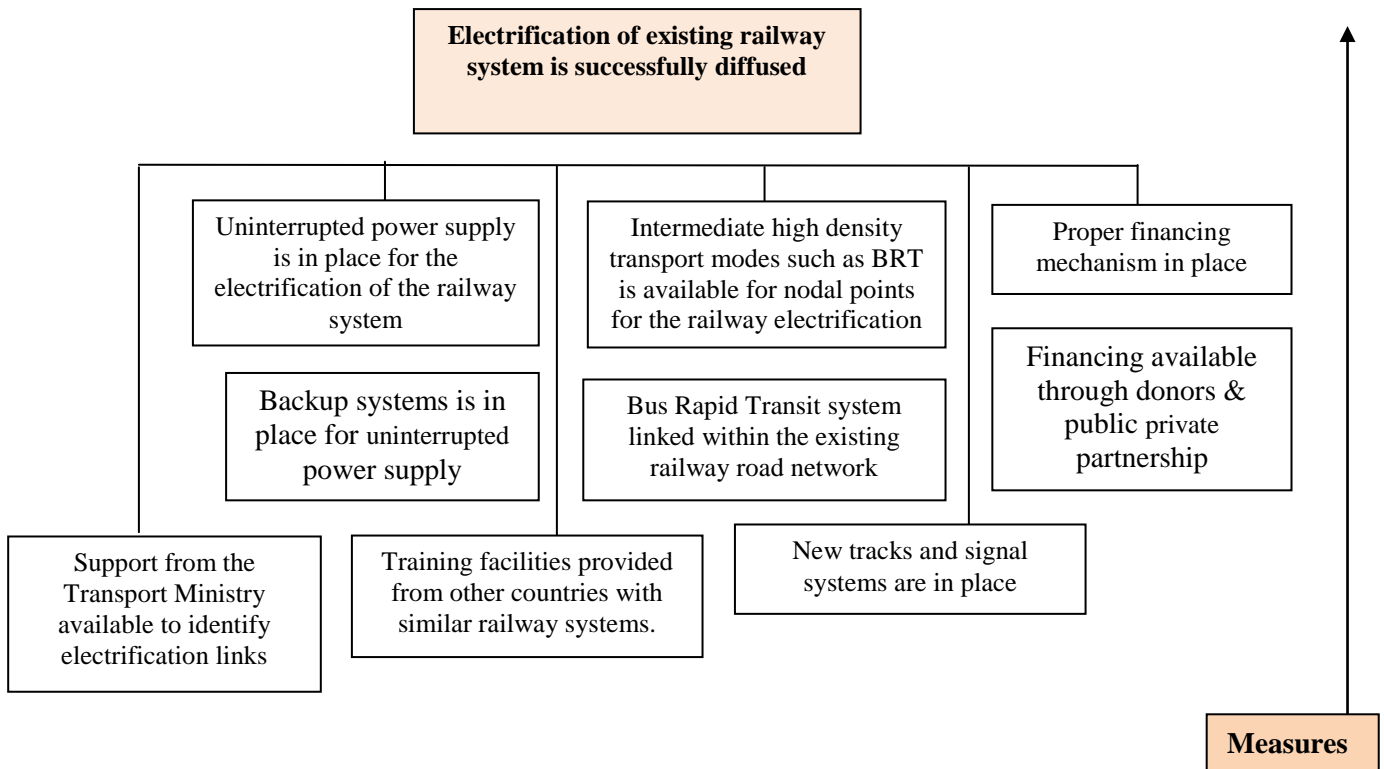 Electrification of existing railway
system is successfully diffused
Uninterrupted power supply
is in place for the
electrification of the railway
system
Intermediate high density
transport modes such as BRT
is available for nodal points
for the railway electrification
Proper financing
mechanism in place
Backup systems is in
place for uninterrupted
power supply
Bus Rapid Transit system
linked within the existing
railway road network
Financing available
through donors &
public private
partnership
Support from the
Transport Ministry
available to identify
electrification links
Training facilities provided
from other countries with
similar railway systems.
New tracks and signal
systems are in place
Measures